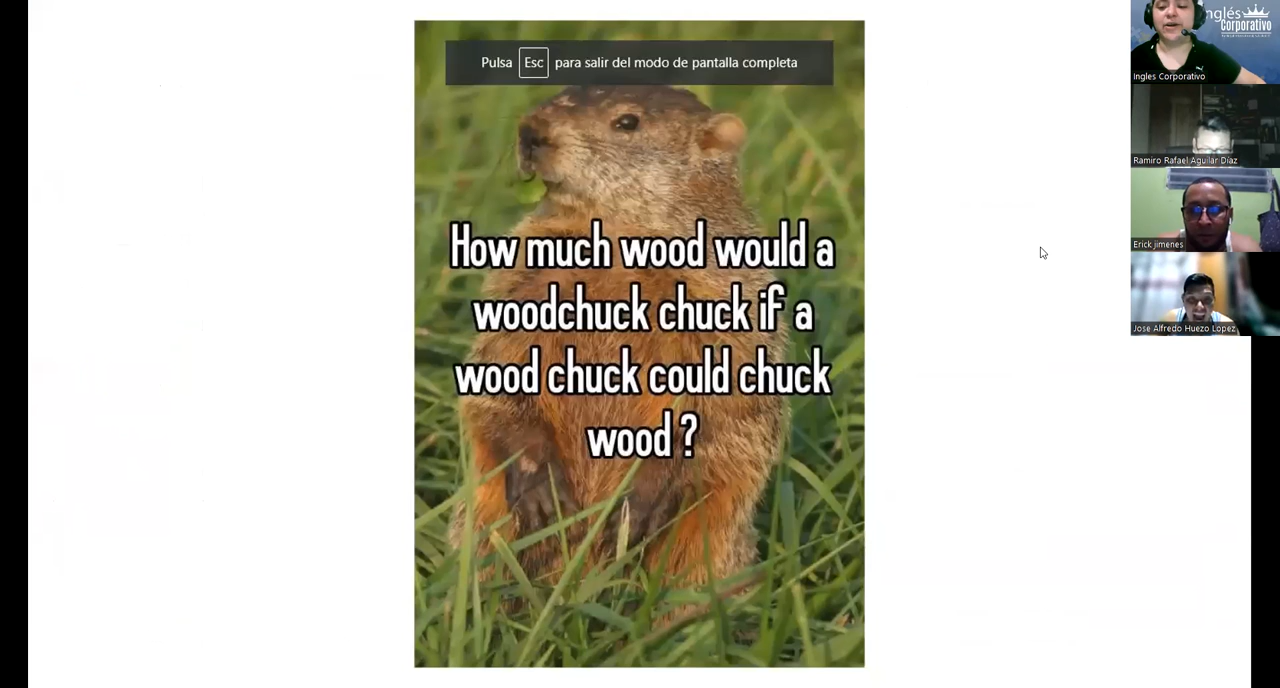 Pulsa Esc para salir del modo de pantalla completa
How much wood would a
woodchuck chuck if a
wood chuck could chuck
wood ?
nglés
Corporativo
Ingles Corporativo
Ramiro Rafael Aguilar Díaz
Erick jimenes
Jose Alfredo Huezo Lopez